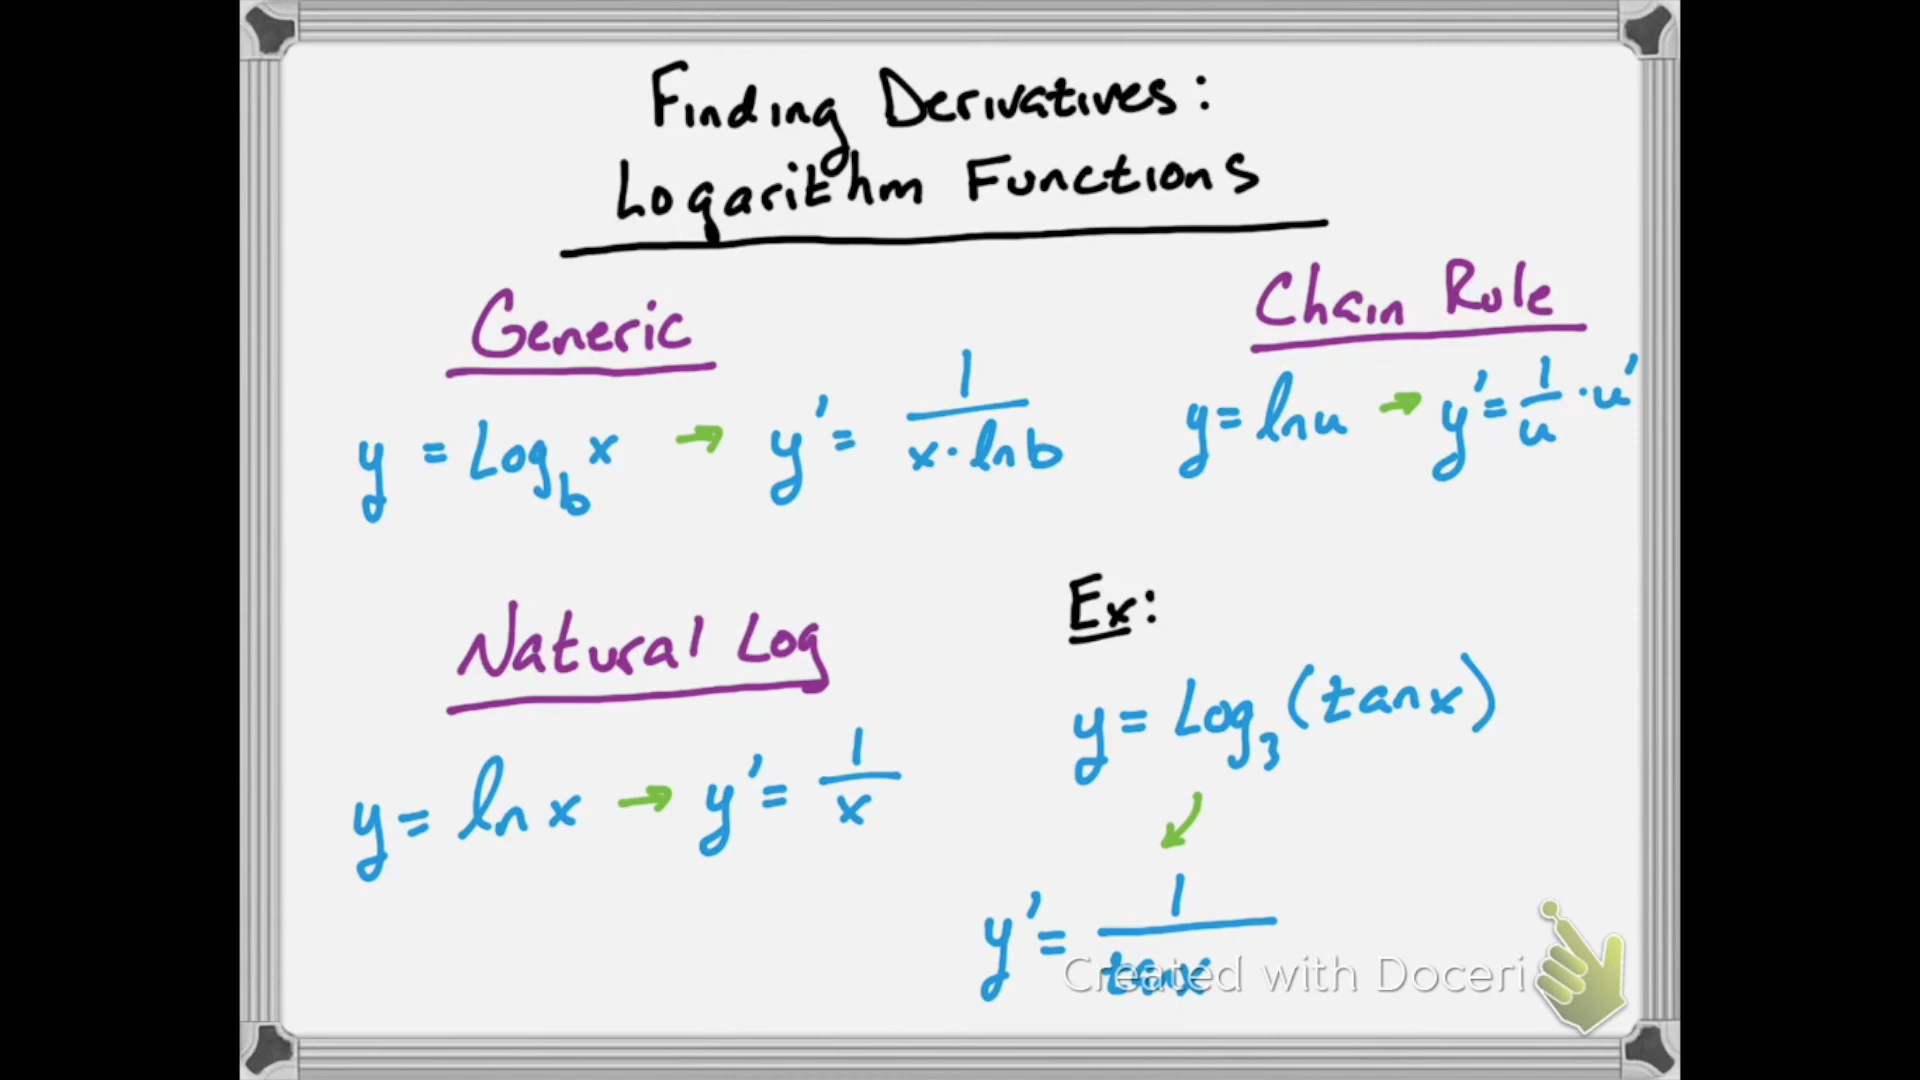 Finding Derivatives:
Logarithm Functions
Generic
y = Log_b x → y' = 1/(x · ln b)
Chain Rule
y = ln u → y' = 1/u · u'
Natural Log
y = ln x → y' = 1/x
Ex:
y = Log_3 (tan x)
y' = 1/tan x
Created with Doceri